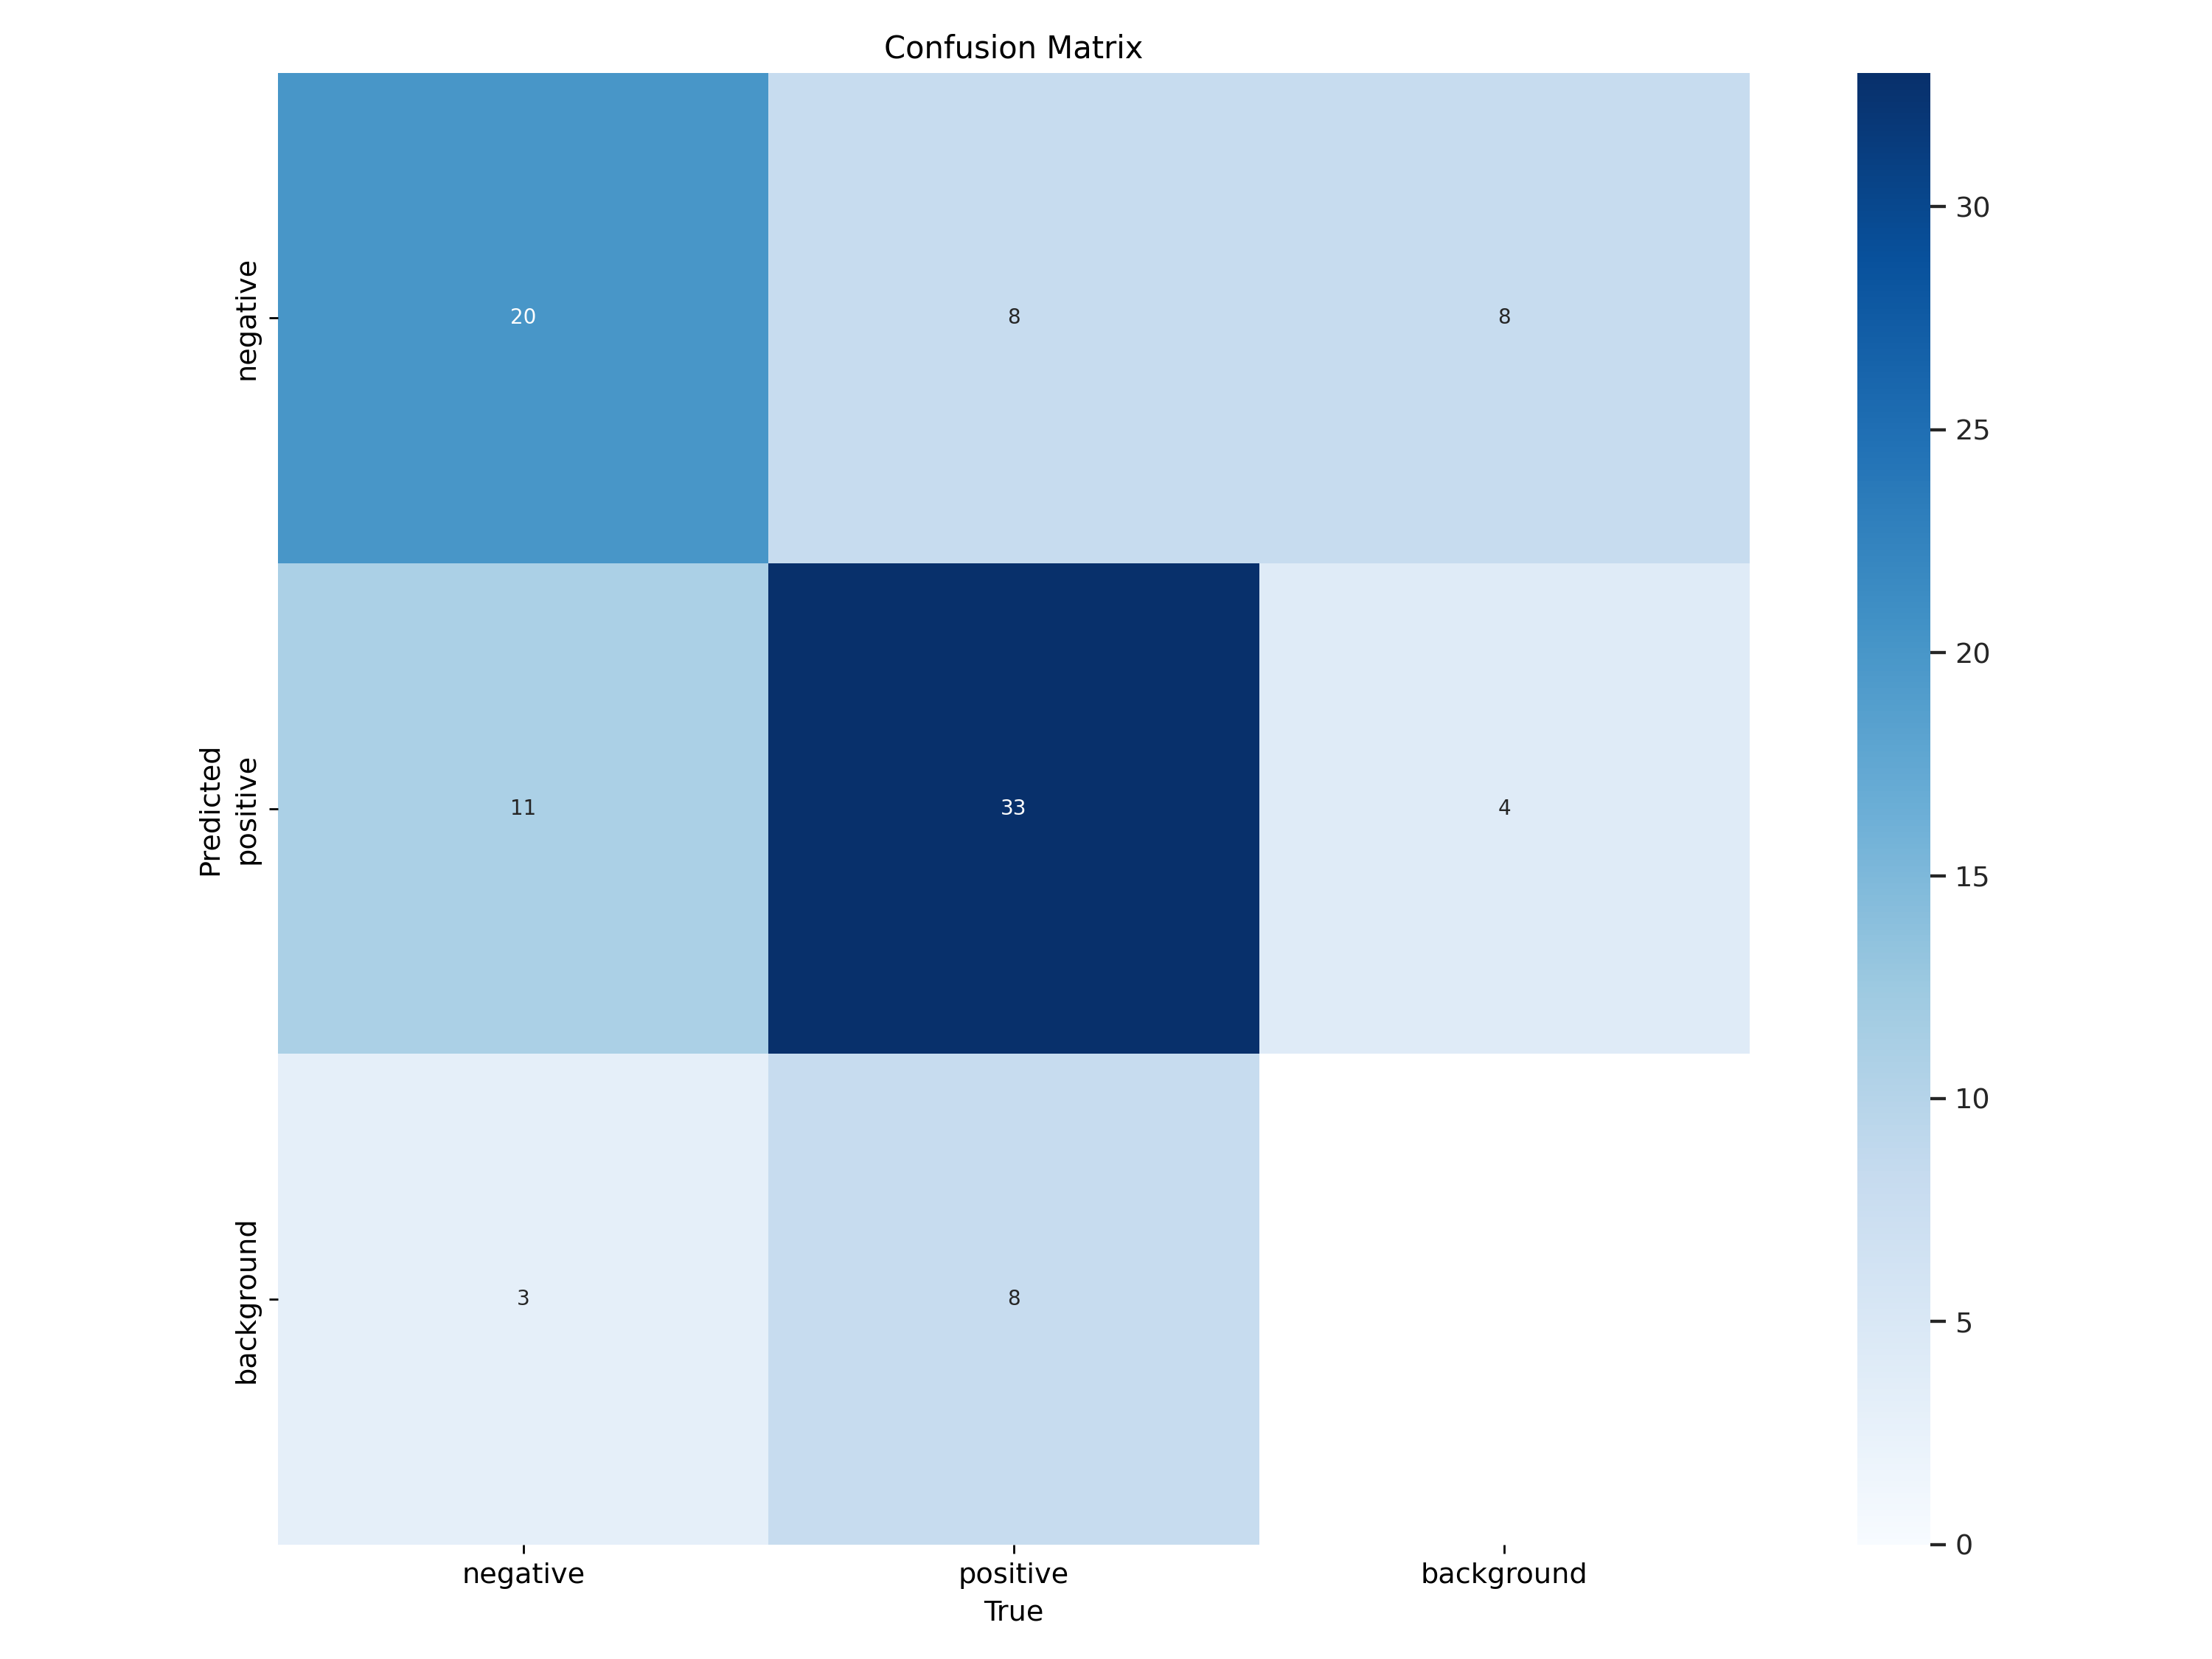 Confusion Matrix
negative
20
8
8
30
25
20
15
10
5
0
Predicted
positive
11
33
4
background
3
8
negative
positive
background
True